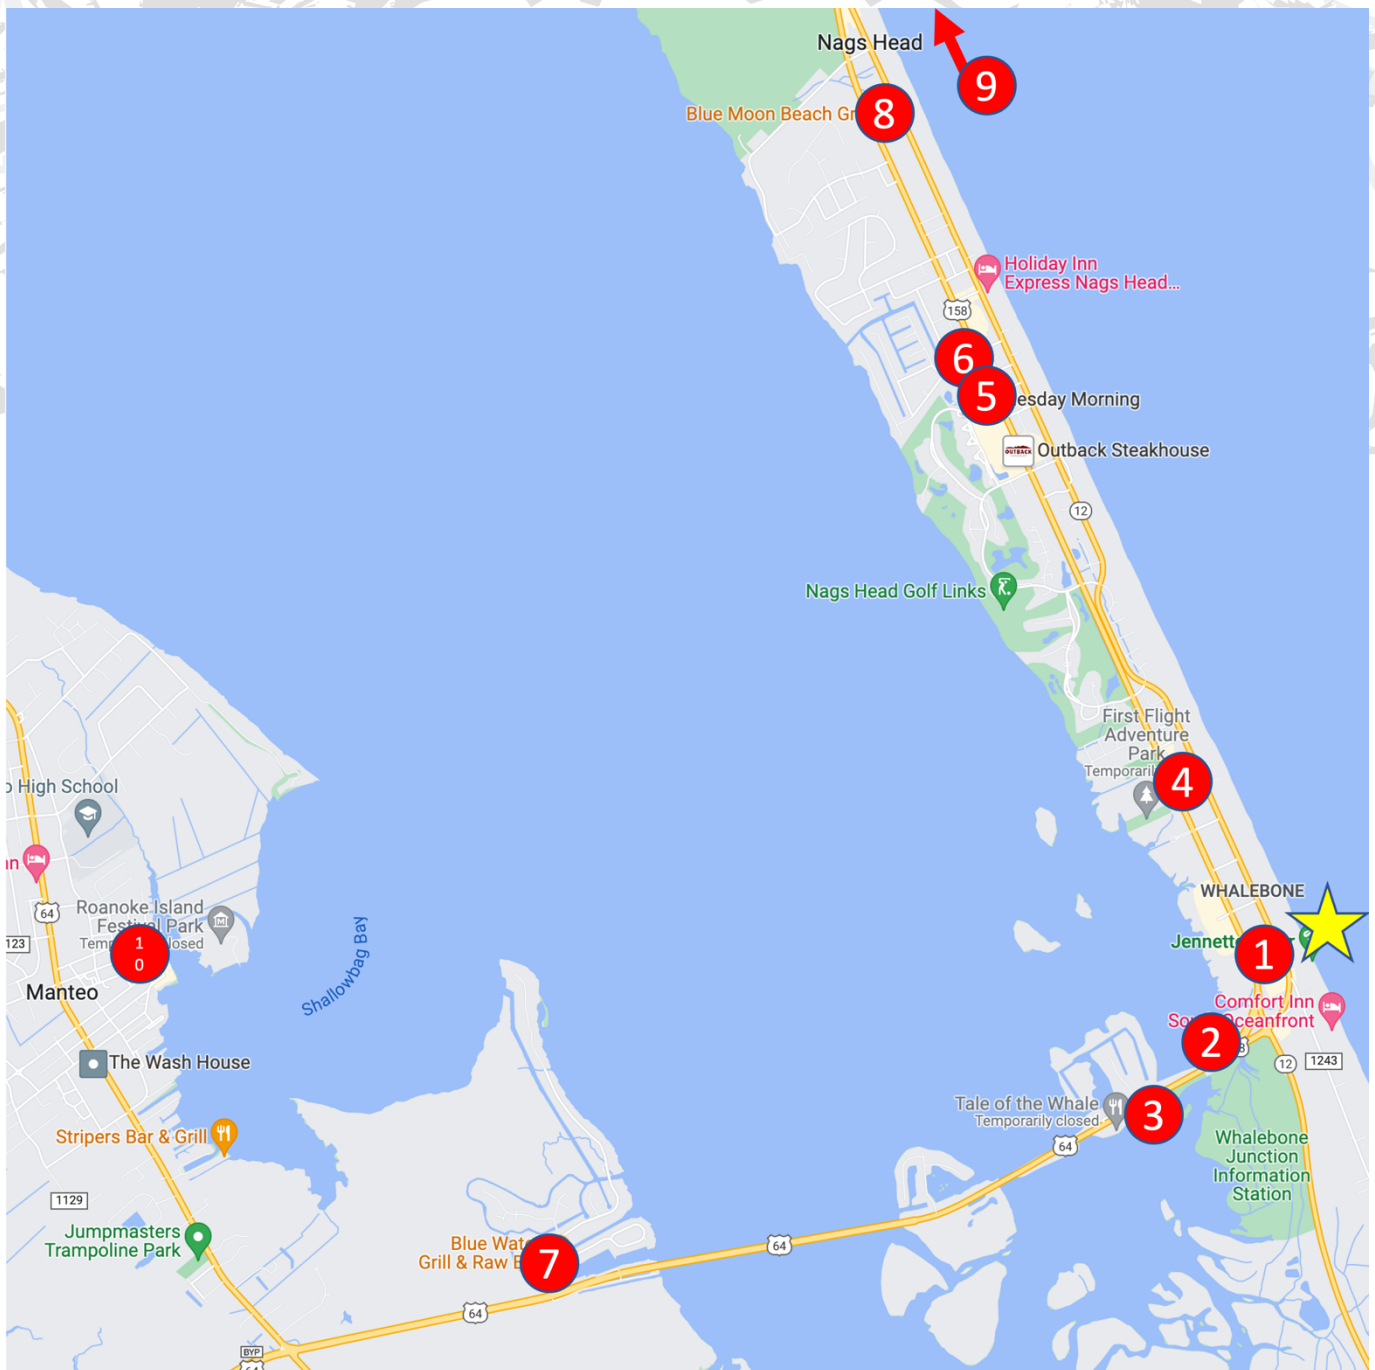 Nags Head
9
Blue Moon Beach Gr
8
Holiday Inn
Express Nags Head...
158
6
5
esday Morning
OUTBACK
Outback Steakhouse
12
Nags Head Golf Links
First Flight
Adventure
Park
Temporaril
4
o High School
nn
64
Roanoke Island
Festival Park
Temp
losed
123
1
0
Manteo
Shallowbag Bay
WHALEBONE
Jennett
r
1
Comfort Inn
So
Oceanfront
2
8
12
1243
The Wash House
Tale of the Whale
Temporarily closed
3
64
Stripers Bar & Grill
Whalebone
Junction
Information
Station
1129
Jumpmasters
Trampoline Park
Blue Wat
Grill & Raw B
7
64
64
BYP
64